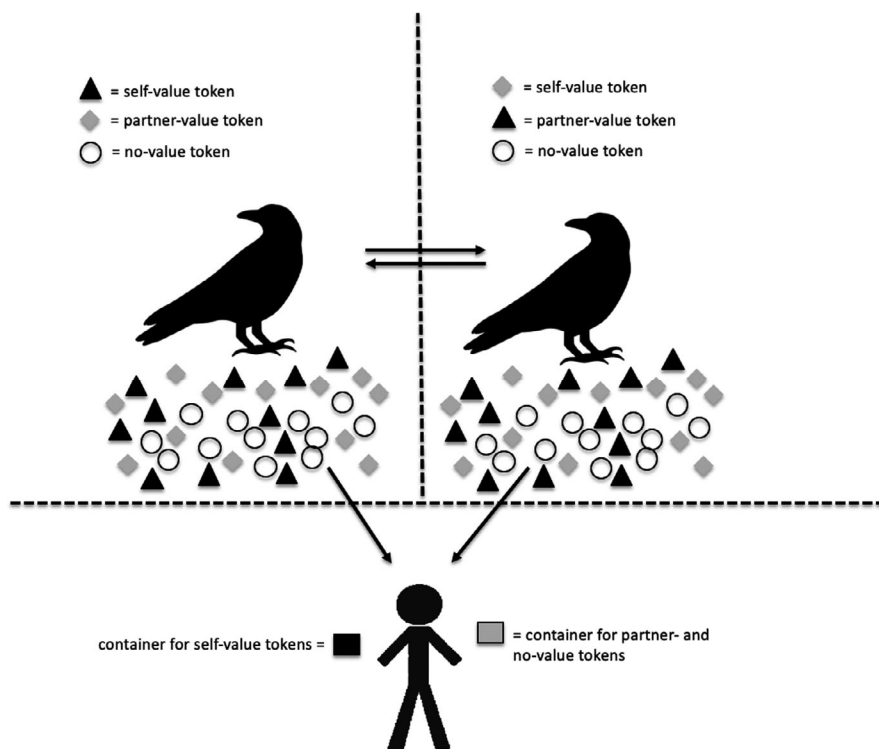 = self-value token
= partner-value token
= no-value token
= self-value token
= partner-value token
= no-value token
container for self-value tokens =
= container for partner- and
no-value tokens